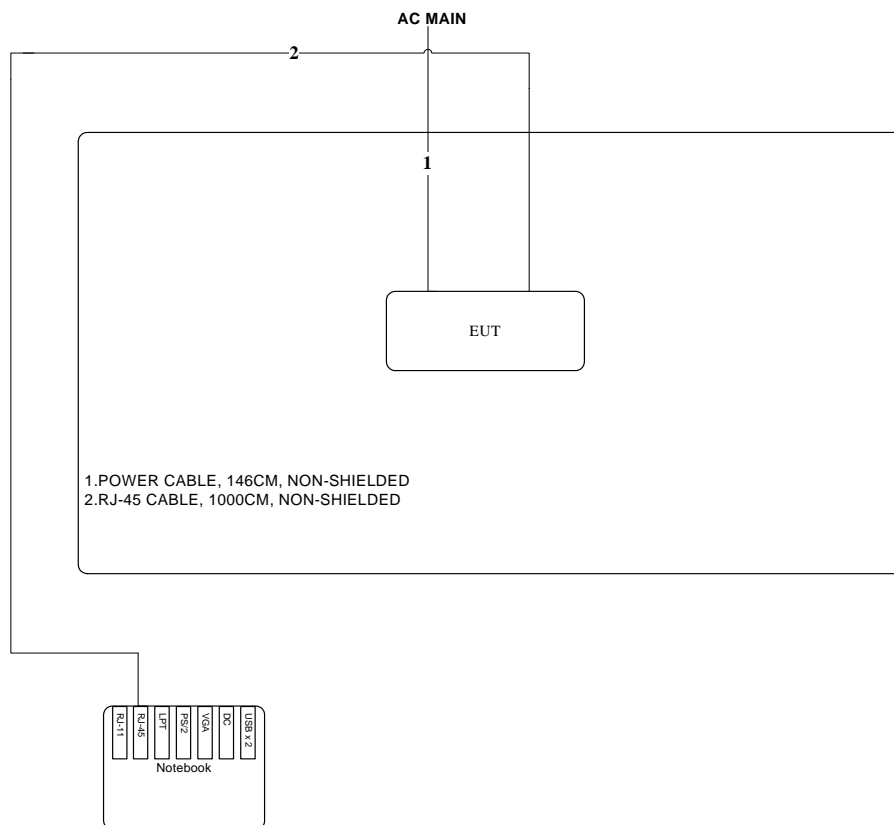 AC MAIN
2
1
EUT
1.POWER CABLE, 146CM, NON-SHIELDED
2.RJ-45 CABLE, 1000CM, NON-SHIELDED
RJ-11
RJ-45
LPT
PS/2
VGA
DC
USB x 2
Notebook